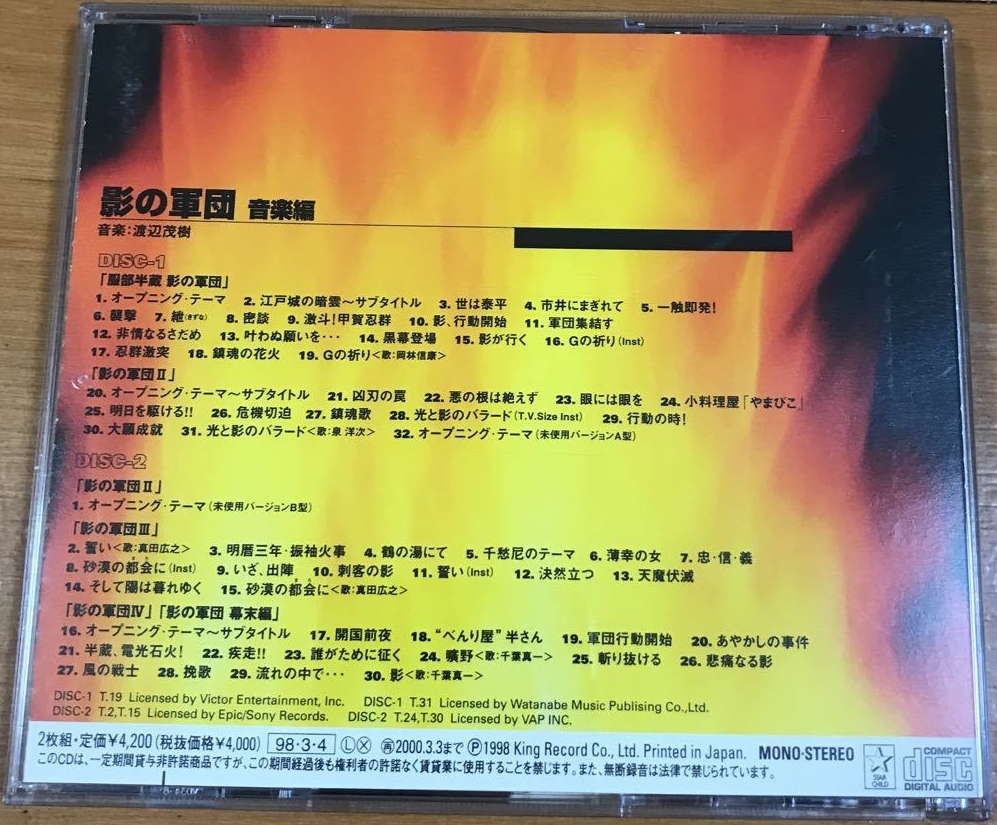 影の軍団 音楽編
音楽:渡辺茂樹
DISC-1
「服部半蔵 影の軍団」
1. オープニング・テーマ 2. 江戸城の暗雲〜サブタイトル 3. 世は泰平 4. 市井にまぎれて 5. 一触即発!
6. 襲撃 7. 絆(きずな) 8. 密談 9. 激斗!甲賀忍群 10. 影、行動開始 11. 軍団集結す
12. 非情なるさだめ 13. 叶わぬ願いを・・・ 14. 黒幕登場 15. 影が行く 16. Gの祈り(Inst)
17. 忍群激突 18. 鎮魂の花火 19. Gの祈り<歌:岡林信康>
「影の軍団II」
20. オープニング・テーマ〜サブタイトル 21. 凶刃の罠 22. 悪の根は絶えず 23. 眼には眼を 24. 小料理屋「やまびこ」
25. 明日を駆ける!! 26. 危機切迫 27. 鎮魂歌 28. 光と影のバラード(T.V.Size Inst) 29. 行動の時!
30. 大願成就 31. 光と影のバラード<歌:泉 洋次> 32. オープニング・テーマ(未使用バージョンA型)
DISC-2
「影の軍団II」
1. オープニング・テーマ(未使用バージョンB型)
「影の軍団III」
2. 誓い<歌:真田広之> 3. 明暦三年・振袖火事 4. 鶴の湯にて 5. 千愁尼のテーマ 6. 薄幸の女 7. 忠・信・義
8. 砂漠の都会に(Inst) 9. いざ、出陣 10. 刺客の影 11. 誓い(Inst) 12. 決然立つ 13. 天魔伏滅
14. そして陽は暮れゆく 15. 砂漠の都会に<歌:真田広之>
「影の軍団IV」「影の軍団 幕末編」
16. オープニング・テーマ〜サブタイトル 17. 開国前夜 18. “べんり屋” 半さん 19. 軍団行動開始 20. あやかしの事件
21. 半蔵、電光石火! 22. 疾走!! 23. 誰がために征く 24. 曠野<歌:千葉真一> 25. 斬り抜ける 26. 悲痛なる影
27. 風の戦士 28. 挽歌 29. 流れの中で・・・ 30. 影<歌:千葉真一>
DISC-1 T.19 Licensed by Victor Entertainment, Inc. DISC-1 T.31 Licensed by Watanabe Music Publising Co.,Ltd.
DISC-2 T.2,T.15 Licensed by Epic/Sony Records. DISC-2 T.24,T.30 Licensed by VAP INC.
2枚組・定価¥4,200(税抜価格¥4,000) 98・3・4 Ⓛ Ⓧ ㊢2000.3.3まで Ⓟ1998 King Record Co., Ltd. Printed in Japan. MONO・STEREO
このCDは、一定期間貸与非許諾商品ですが、この期間経過後も権利者の許諾なく賃貸業に使用することを禁じます。また、無断録音は法律で禁じられています。
STAR CHILD
COMPACT disc DIGITAL AUDIO